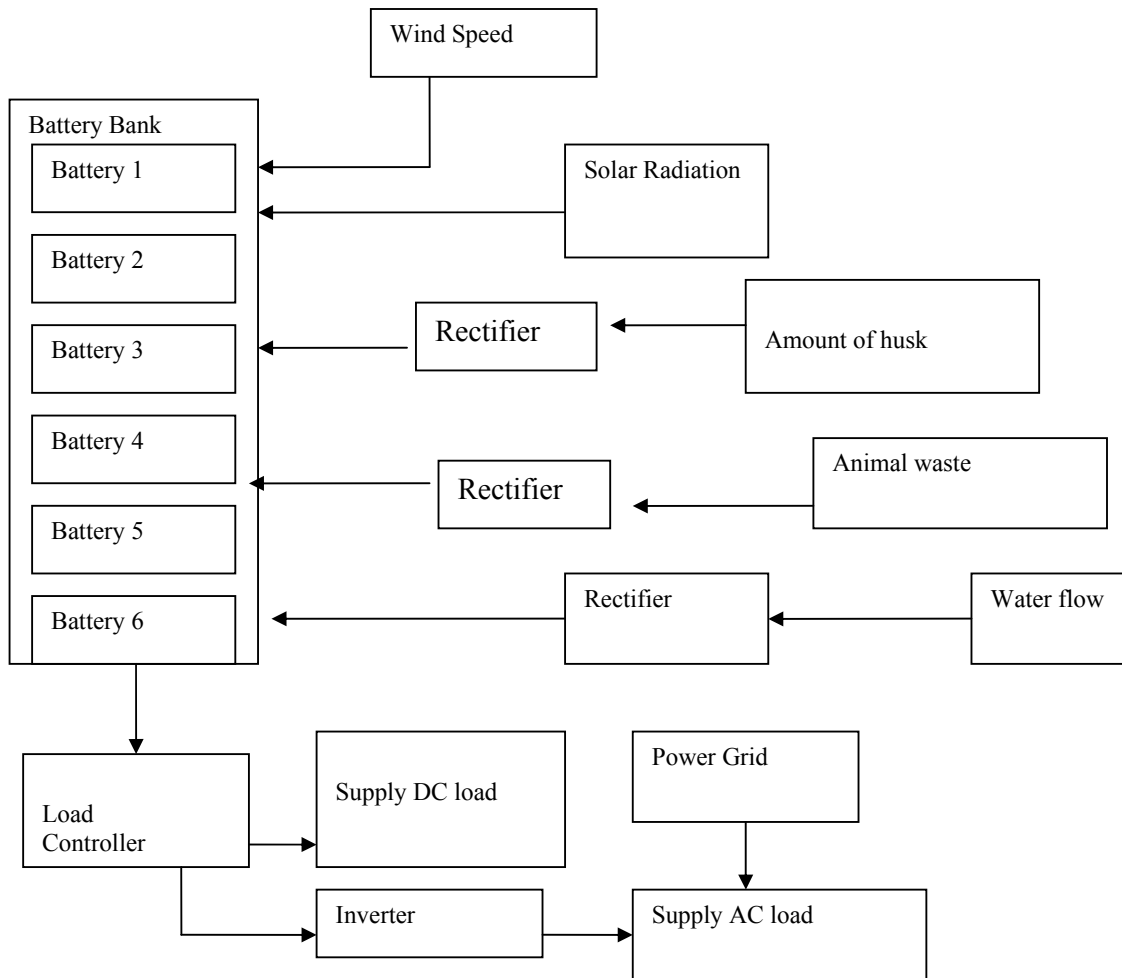 Wind Speed
Battery Bank
Battery 1
Solar Radiation
Battery 2
Rectifier
Battery 3
Amount of husk
Battery 4
Animal waste
Rectifier
Battery 5
Rectifier
Water flow
Battery 6
Power Grid
Supply DC load
Load
Controller
Inverter
Supply AC load